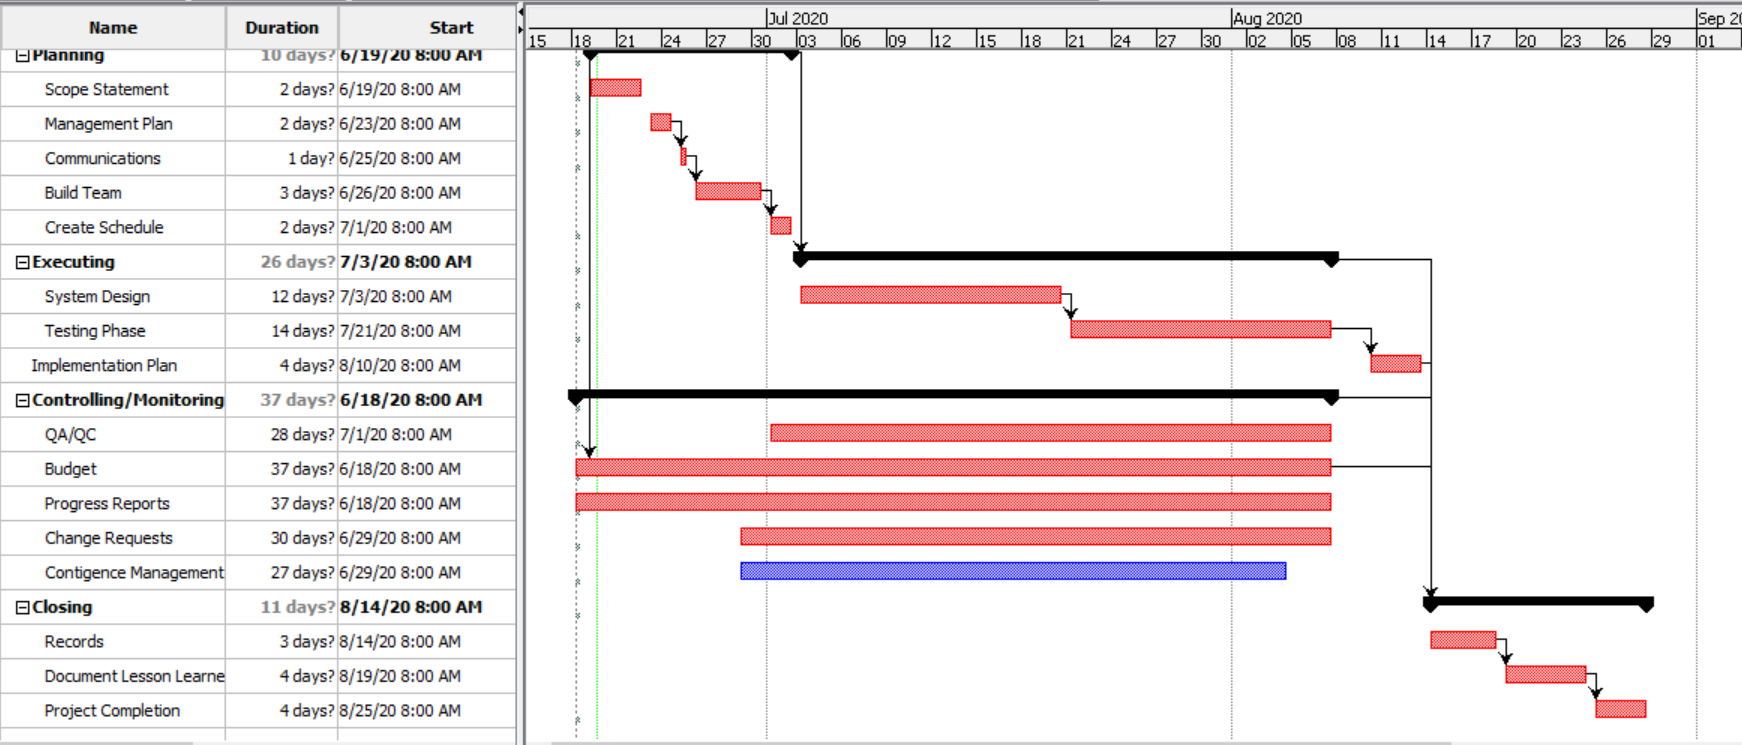 Name Duration Start
Jul 2020 Aug 2020 Sep 20
15 18 21 24 27 30 03 06 09 12 15 18 21 24 27 30 02 05 08 11 14 17 20 23 26 29 01
Planning 10 days? 6/19/20 8:00 AM
Scope Statement 2 days? 6/19/20 8:00 AM
Management Plan 2 days? 6/23/20 8:00 AM
Communications 1 day? 6/25/20 8:00 AM
Build Team 3 days? 6/26/20 8:00 AM
Create Schedule 2 days? 7/1/20 8:00 AM
Executing 26 days? 7/3/20 8:00 AM
System Design 12 days? 7/3/20 8:00 AM
Testing Phase 14 days? 7/21/20 8:00 AM
Implementation Plan 4 days? 8/10/20 8:00 AM
Controlling/Monitoring 37 days? 6/18/20 8:00 AM
QA/QC 28 days? 7/1/20 8:00 AM
Budget 37 days? 6/18/20 8:00 AM
Progress Reports 37 days? 6/18/20 8:00 AM
Change Requests 30 days? 6/29/20 8:00 AM
Contigence Management 27 days? 6/29/20 8:00 AM
Closing 11 days? 8/14/20 8:00 AM
Records 3 days? 8/14/20 8:00 AM
Document Lesson Learne 4 days? 8/19/20 8:00 AM
Project Completion 4 days? 8/25/20 8:00 AM